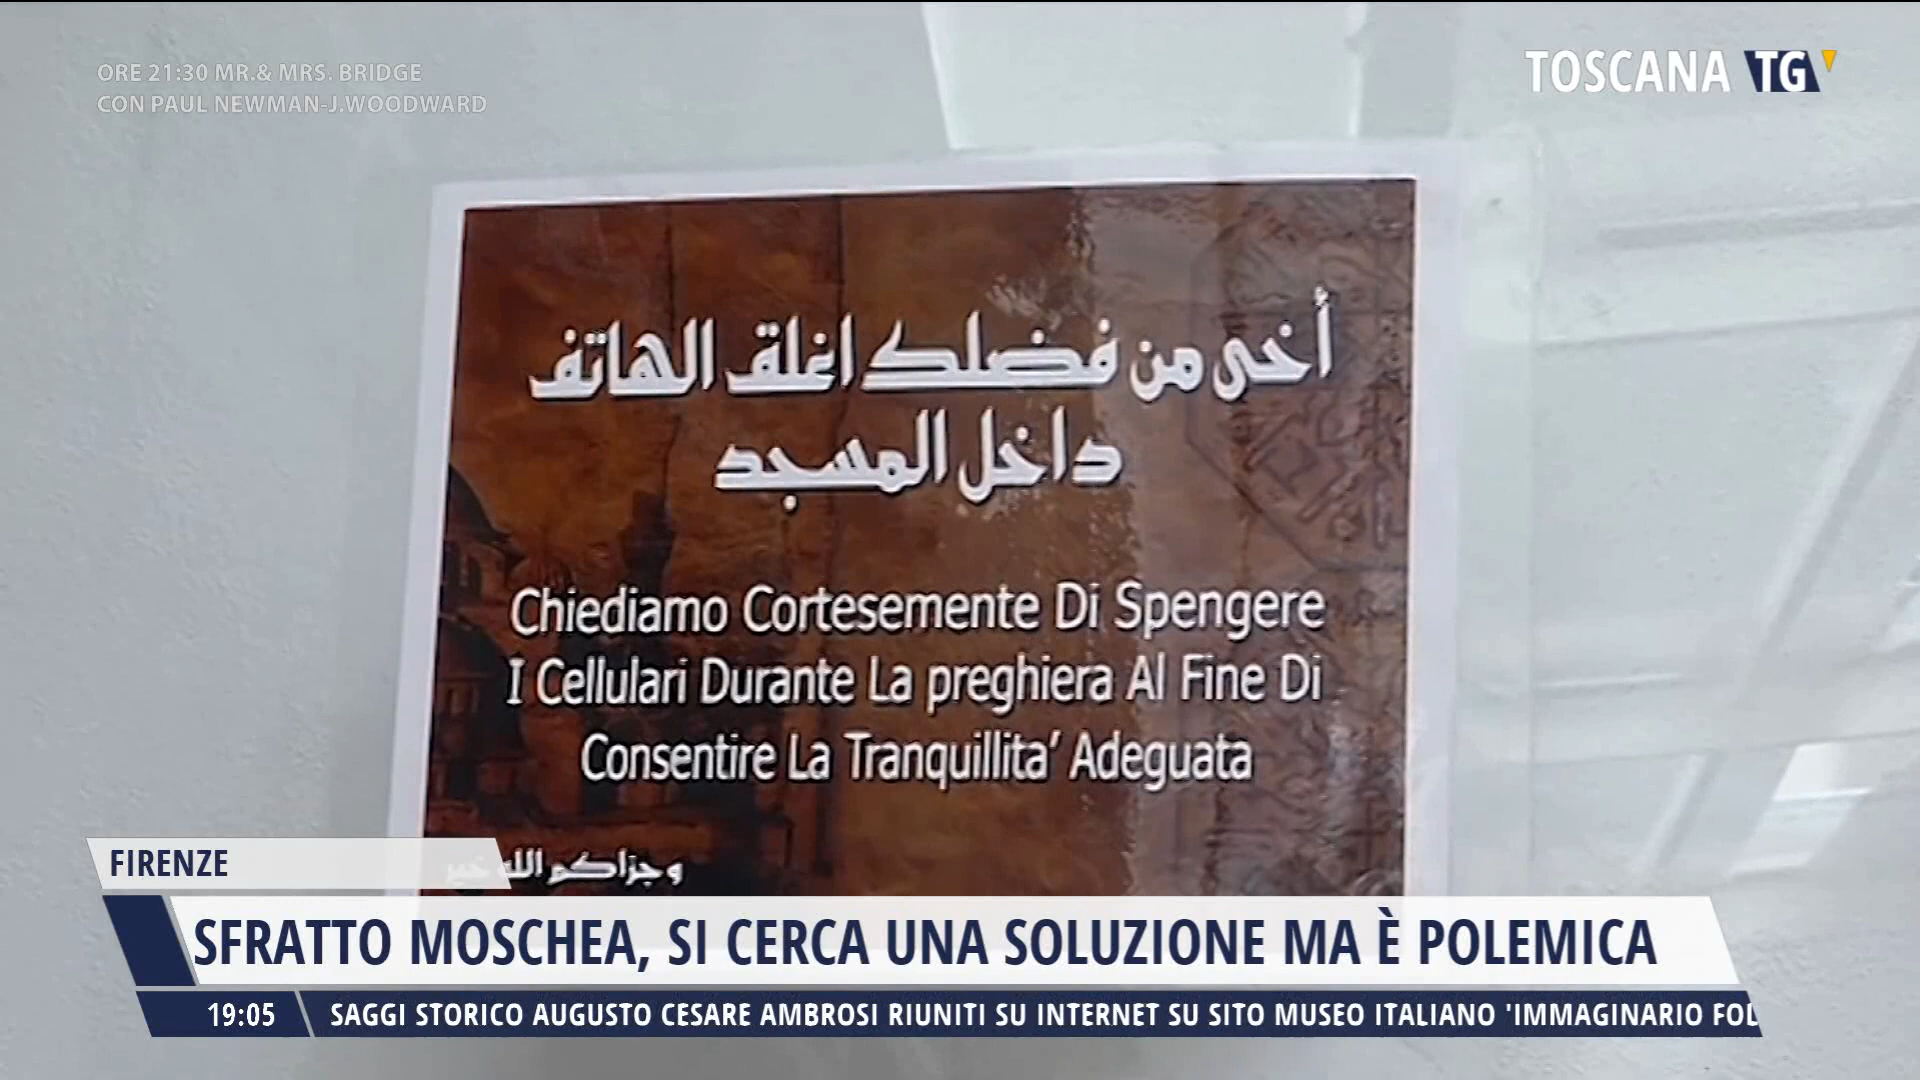 ORE 21:30 MR.& MRS. BRIDGE
CON PAUL NEWMAN-J.WOODWARD
TOSCANA TG
أخى من فضلك اغلق الهاتف
داخل المسجد
Chiediamo Cortesemente Di Spengere
I Cellulari Durante La preghiera Al Fine Di
Consentire La Tranquillita' Adeguata
وجزاكم الله
FIRENZE
SFRATTO MOSCHEA, SI CERCA UNA SOLUZIONE MA È POLEMICA
19:05 SAGGI STORICO AUGUSTO CESARE AMBROSI RIUNITI SU INTERNET SU SITO MUSEO ITALIANO 'IMMAGINARIO FOL